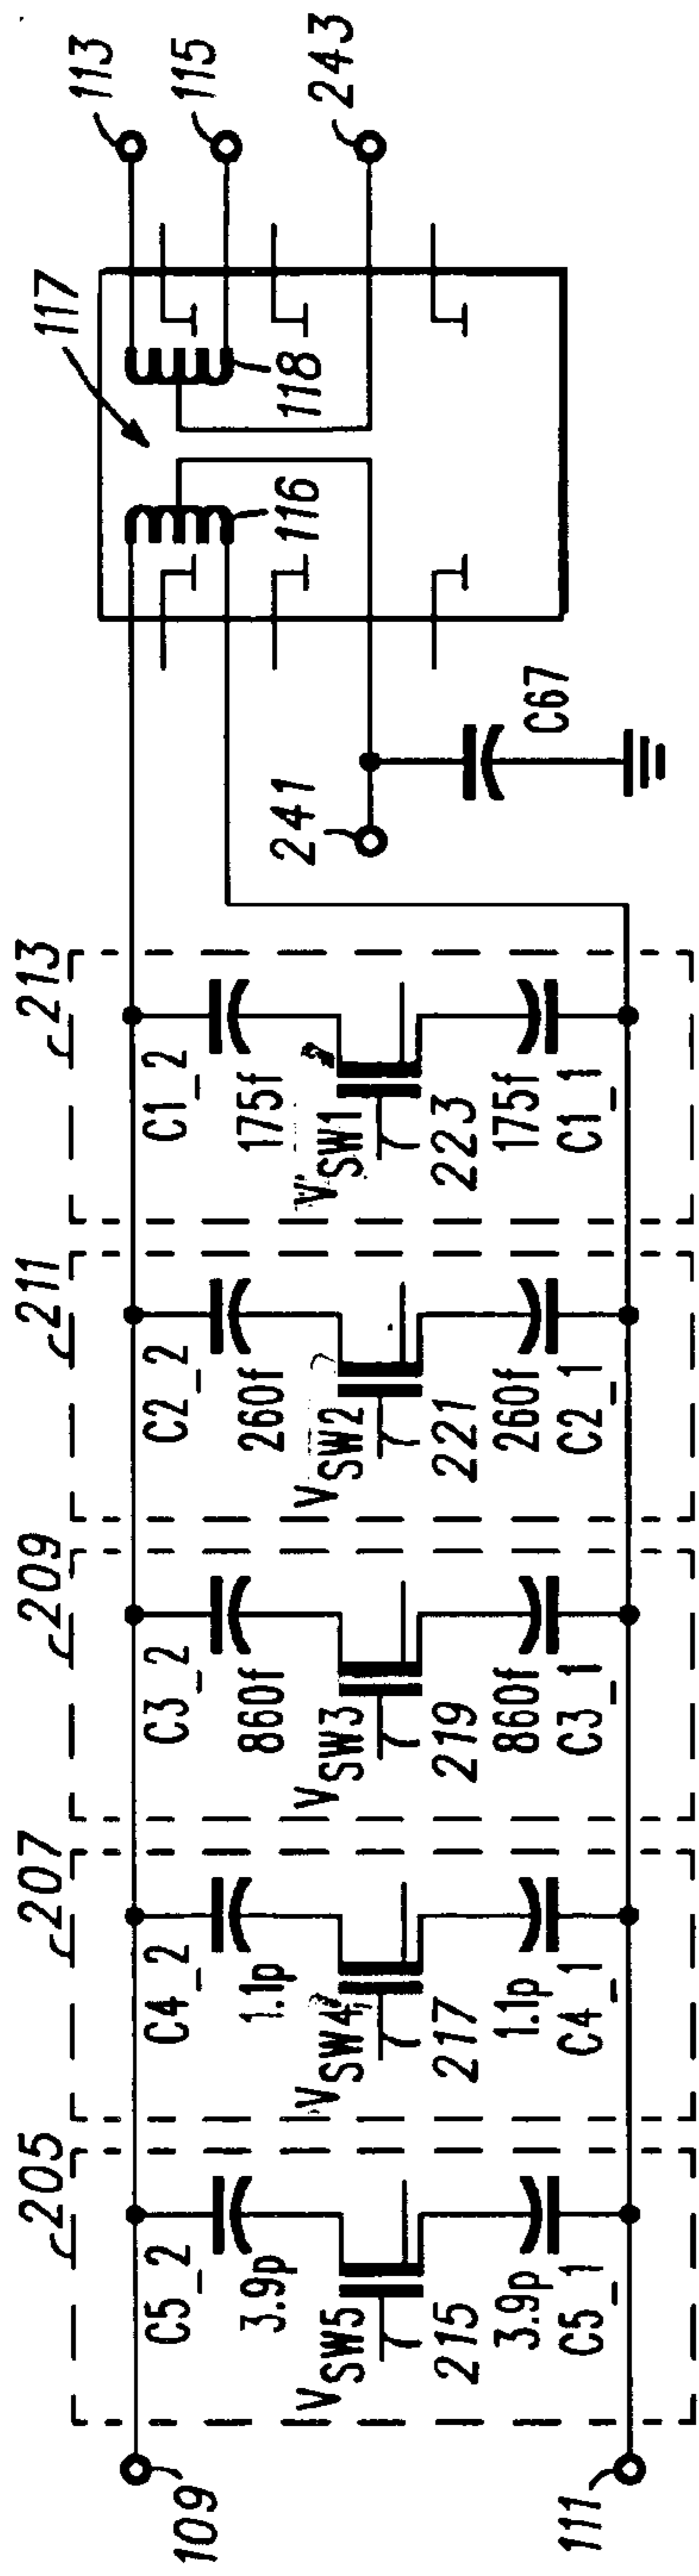 205
207
209
211
213
117
113
115
243
C5_2
3.9p
VSW5
215
3.9p
C5_1
C4_2
1.1p
VSW4
217
1.1p
C4_1
C3_2
860f
VSW3
219
860f
C3_1
C2_2
260f
VSW2
221
260f
C2_1
C1_2
175f
VSW1
223
175f
C1_1
241
C67
116
118
109
111